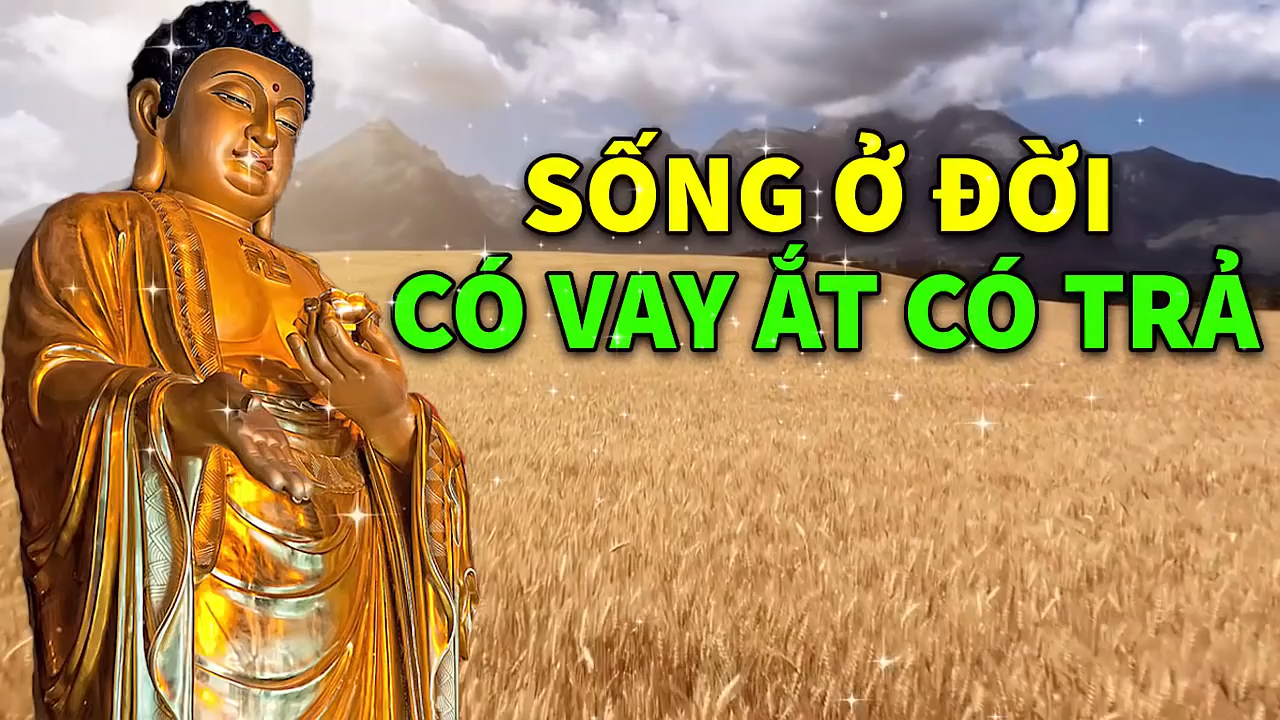 SỐNG Ở ĐỜI
CÓ VAY ẮT CÓ TRẢ